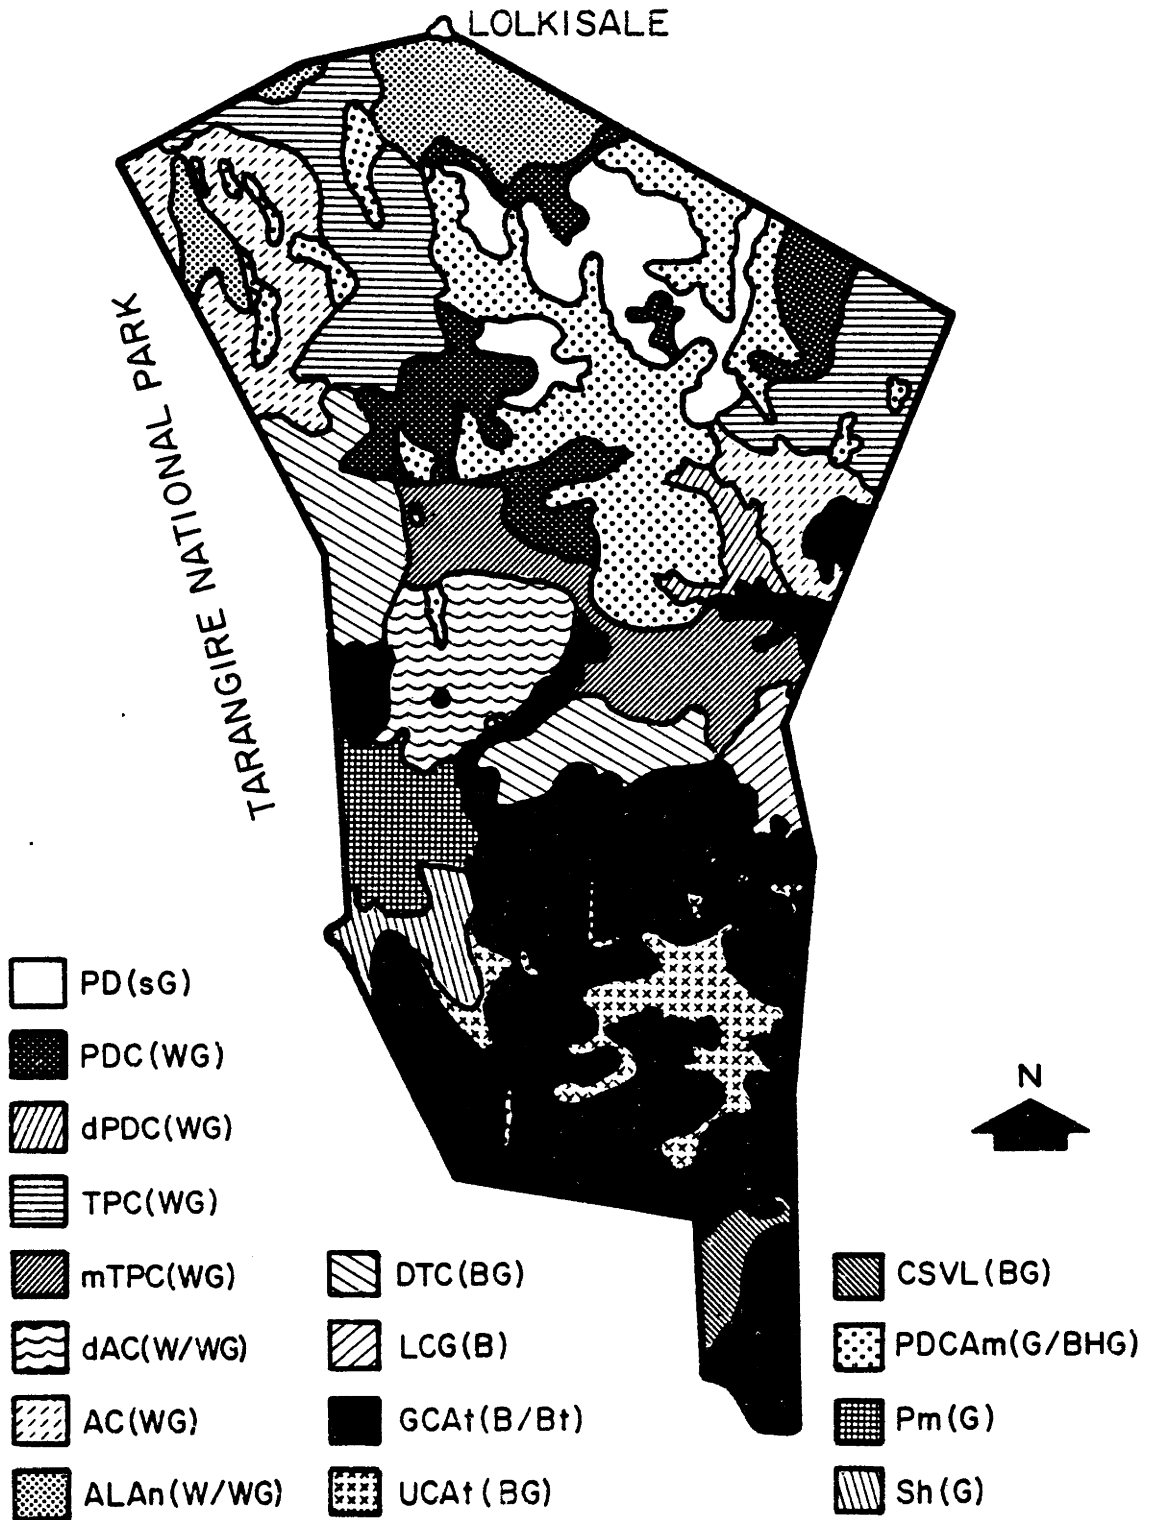 LOLKISALE
TARANGIRE NATIONAL PARK
N
PD(sG)
PDC(WG)
dPDC(WG)
TPC(WG)
mTPC(WG)
dAC(W/WG)
AC(WG)
ALAn(W/WG)
DTC(BG)
LCG(B)
GCAt(B/Bt)
UCAt(BG)
CSVL(BG)
PDCAm(G/BHG)
Pm(G)
Sh(G)